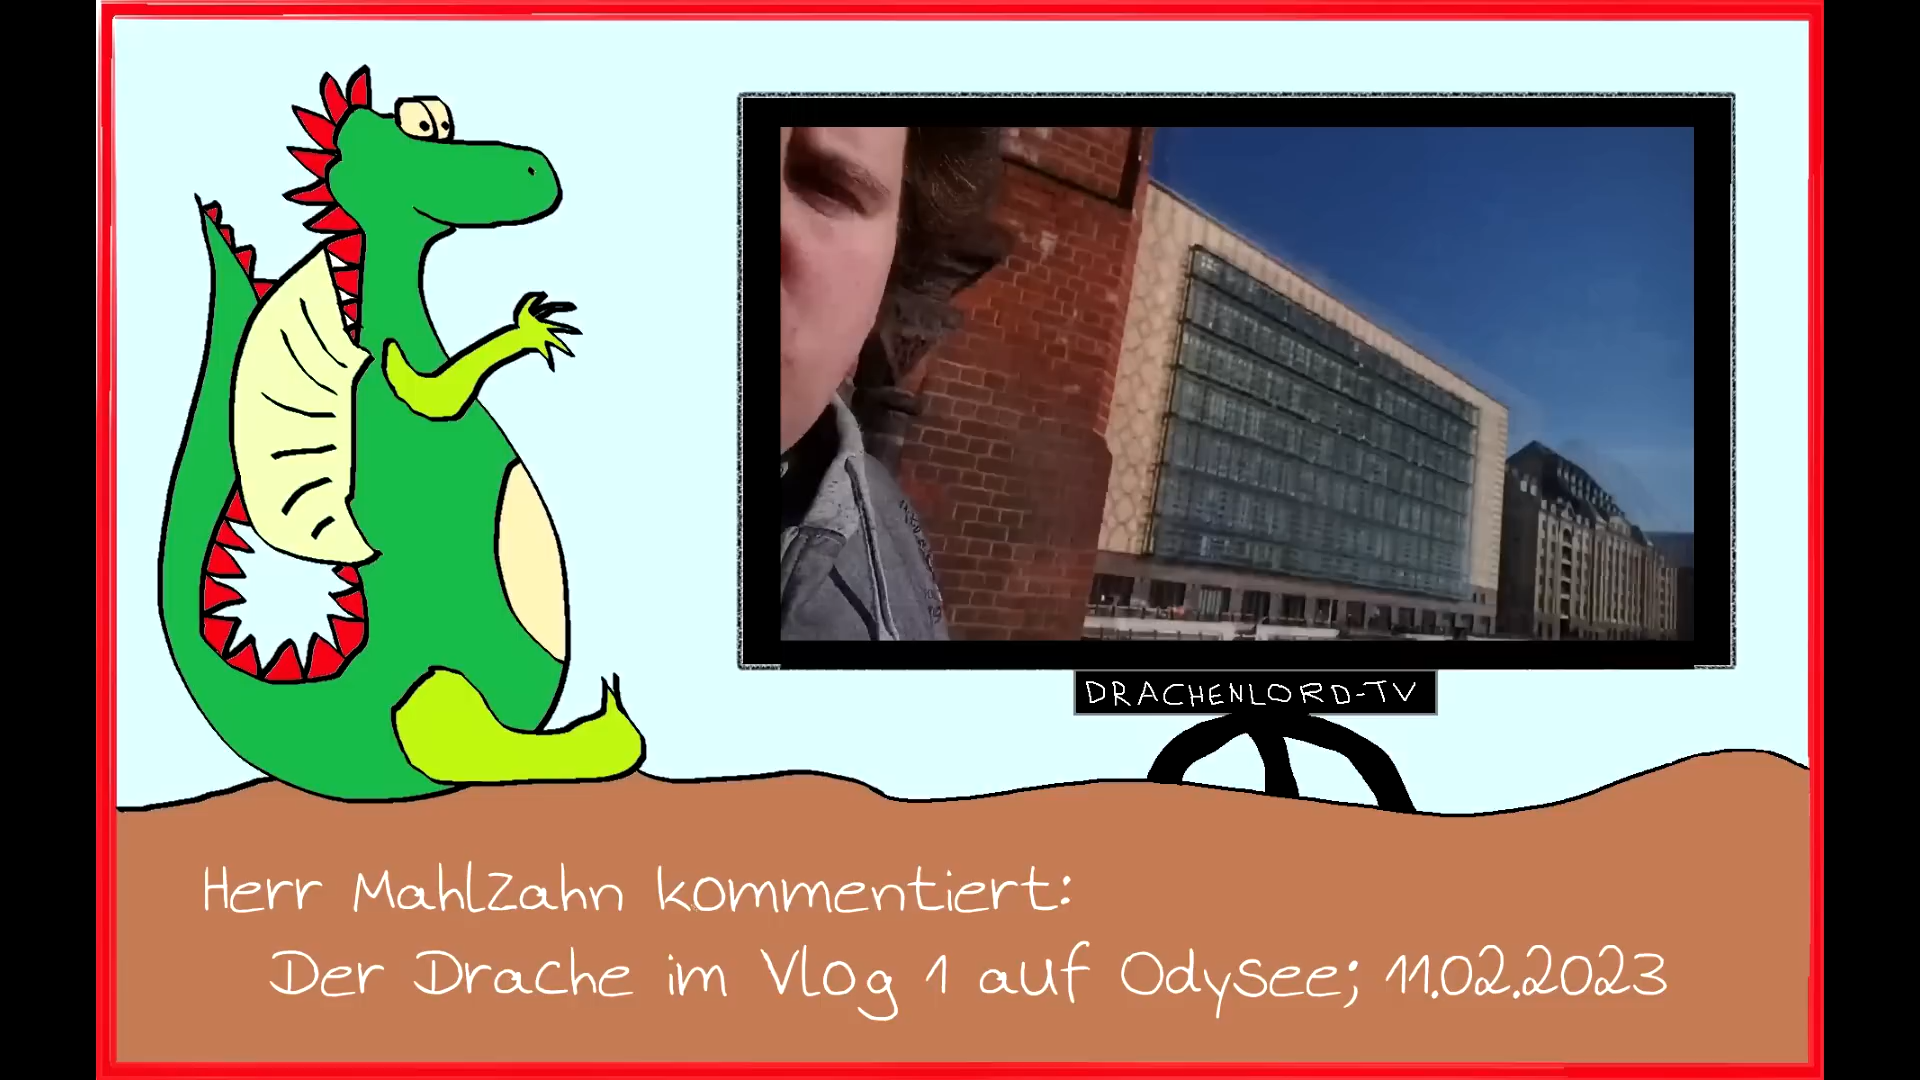 DRACHENLORD-TV
Herr Mahlzahn kommentiert:
Der Drache im Vlog 1 auf Odysee; 11.02.2023